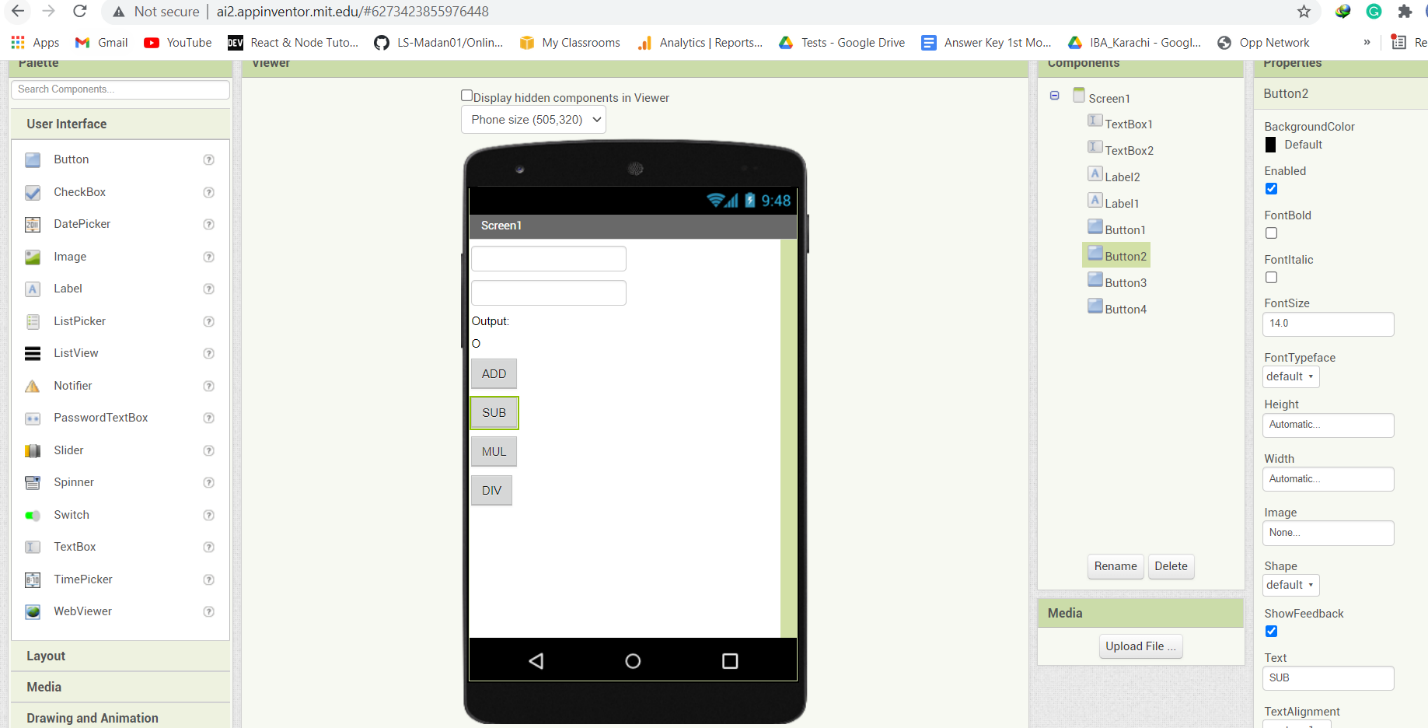 Not secure | ai2.appinventor.mit.edu/#6273423855976448
Apps Gmail YouTube DEV React & Node Tuto... LS-Madan01/Onlin... My Classrooms Analytics | Reports... Tests - Google Drive Answer Key 1st Mo... IBA_Karachi - Googl... Opp Network » Re
Palette
Search Components...
User Interface
Button ?
CheckBox ?
DatePicker ?
Image ?
Label ?
ListPicker ?
ListView ?
Notifier ?
PasswordTextBox ?
Slider ?
Spinner ?
Switch ?
TextBox ?
TimePicker ?
WebViewer ?
Layout
Media
Drawing and Animation
Viewer
Display hidden components in Viewer
Phone size (505,320)
9:48
Screen1
Output:
O
ADD
SUB
MUL
DIV
Components
Screen1
TextBox1
TextBox2
Label2
Label1
Button1
Button2
Button3
Button4
Rename Delete
Media
Upload File ...
Properties
Button2
BackgroundColor
Default
Enabled
FontBold
FontItalic
FontSize
14.0
FontTypeface
default
Height
Automatic...
Width
Automatic...
Image
None...
Shape
default
ShowFeedback
Text
SUB
TextAlignment